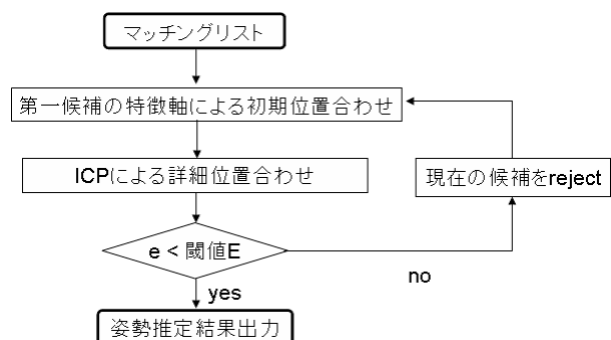 マッチングリスト
第一候補の特徴軸による初期位置合わせ
ICPによる詳細位置合わせ
現在の候補をreject
e < 閾値E
no
yes
姿勢推定結果出力